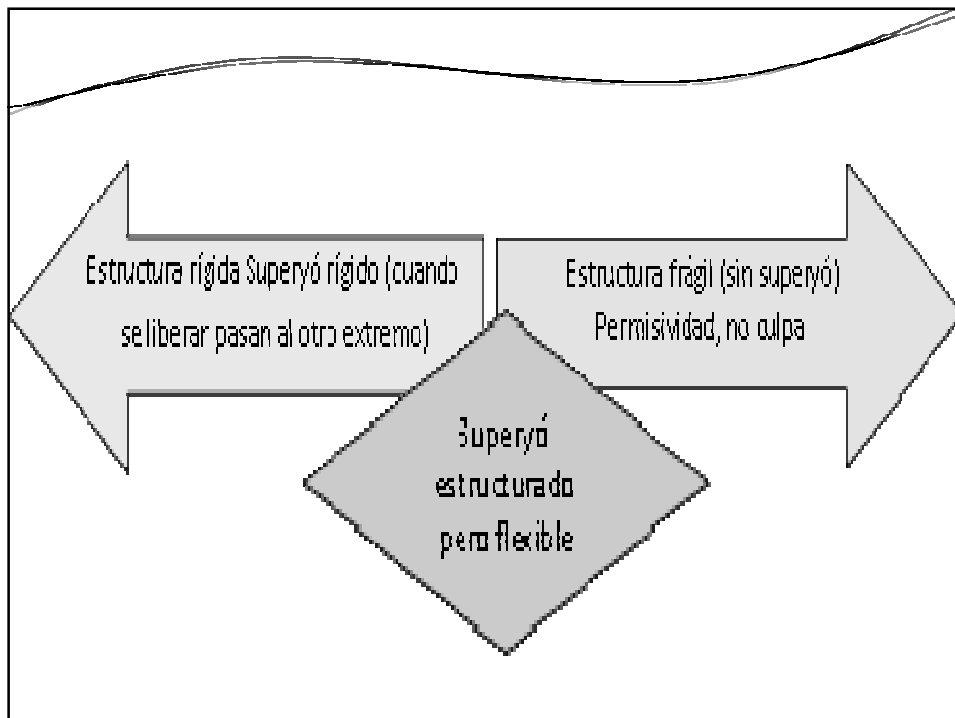 Estructura rígida Superyó rígido (cuando
se liberar pasan al otro extremo)
Estructura frágil (sin superyó)
Permisividad, no culpa
Superyó
estructurado
pero flexible